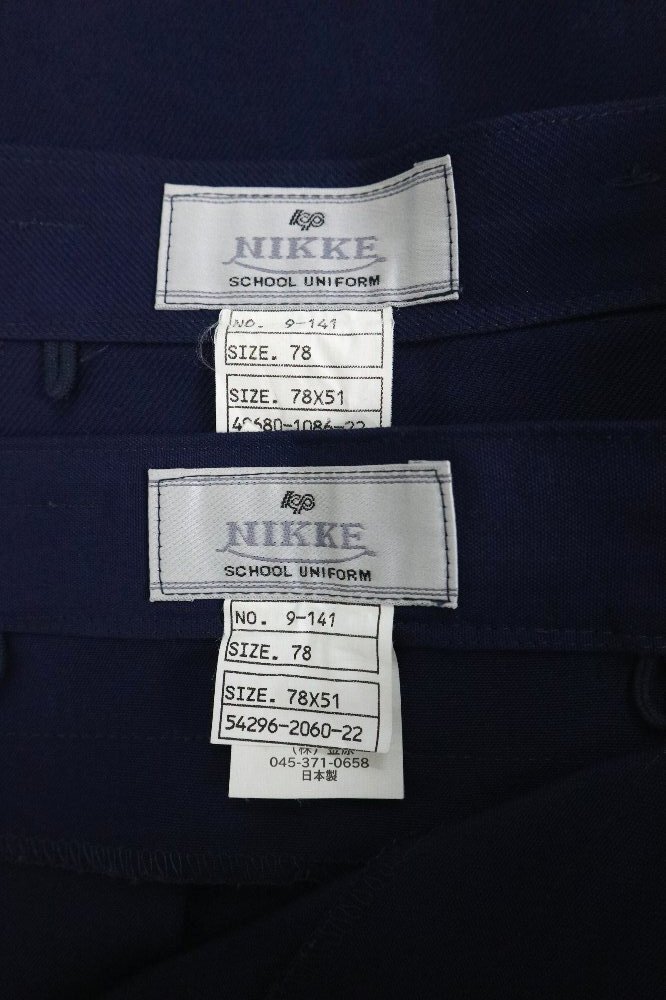 NIKKE
SCHOOL UNIFORM
NO. 9-141
SIZE. 78
SIZE. 78X51
NIKKE
SCHOOL UNIFORM
NO. 9-141
SIZE. 78
SIZE. 78X51
54296-2060-22
045-371-0658
日本製